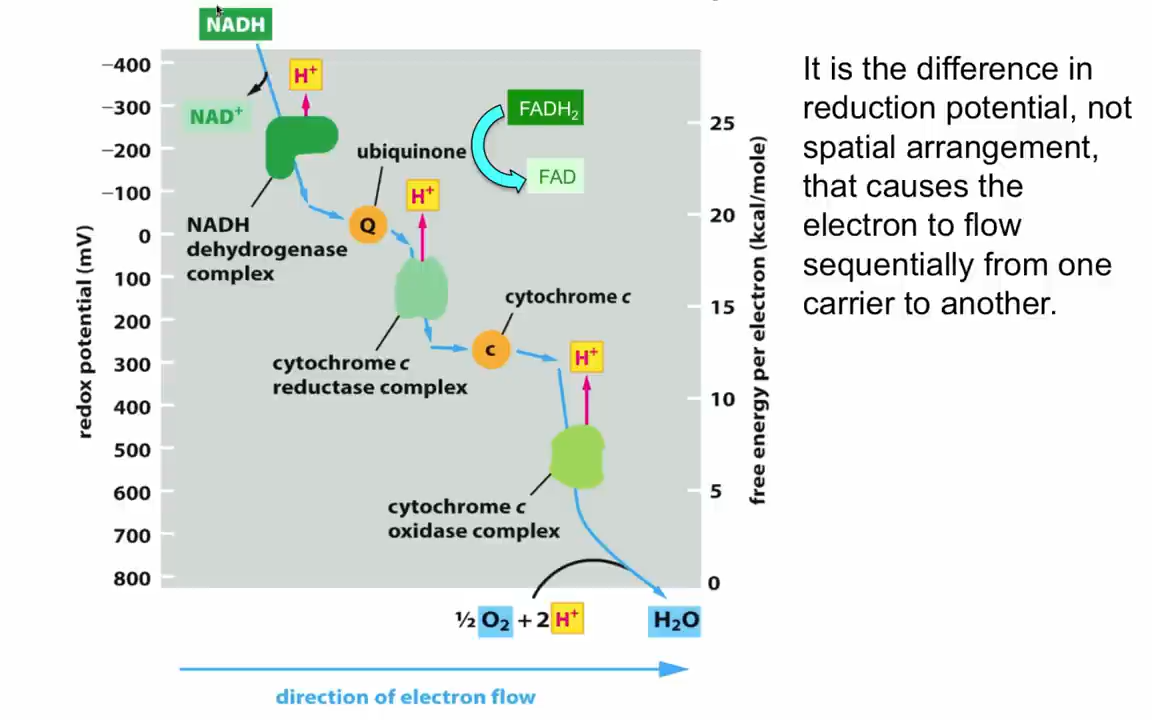 NADH
−400
−300
−200
−100
0
100
200
300
400
500
600
700
800
redox potential (mV)
H+
NAD+
FADH2
FAD
ubiquinone
H+
Q
NADH
dehydrogenase
complex
cytochrome c
c
H+
cytochrome c
reductase complex
cytochrome c
oxidase complex
25
20
15
10
5
0
free energy per electron (kcal/mole)
½ O2 + 2 H+
H2O
direction of electron flow
It is the difference in
reduction potential, not
spatial arrangement,
that causes the
electron to flow
sequentially from one
carrier to another.